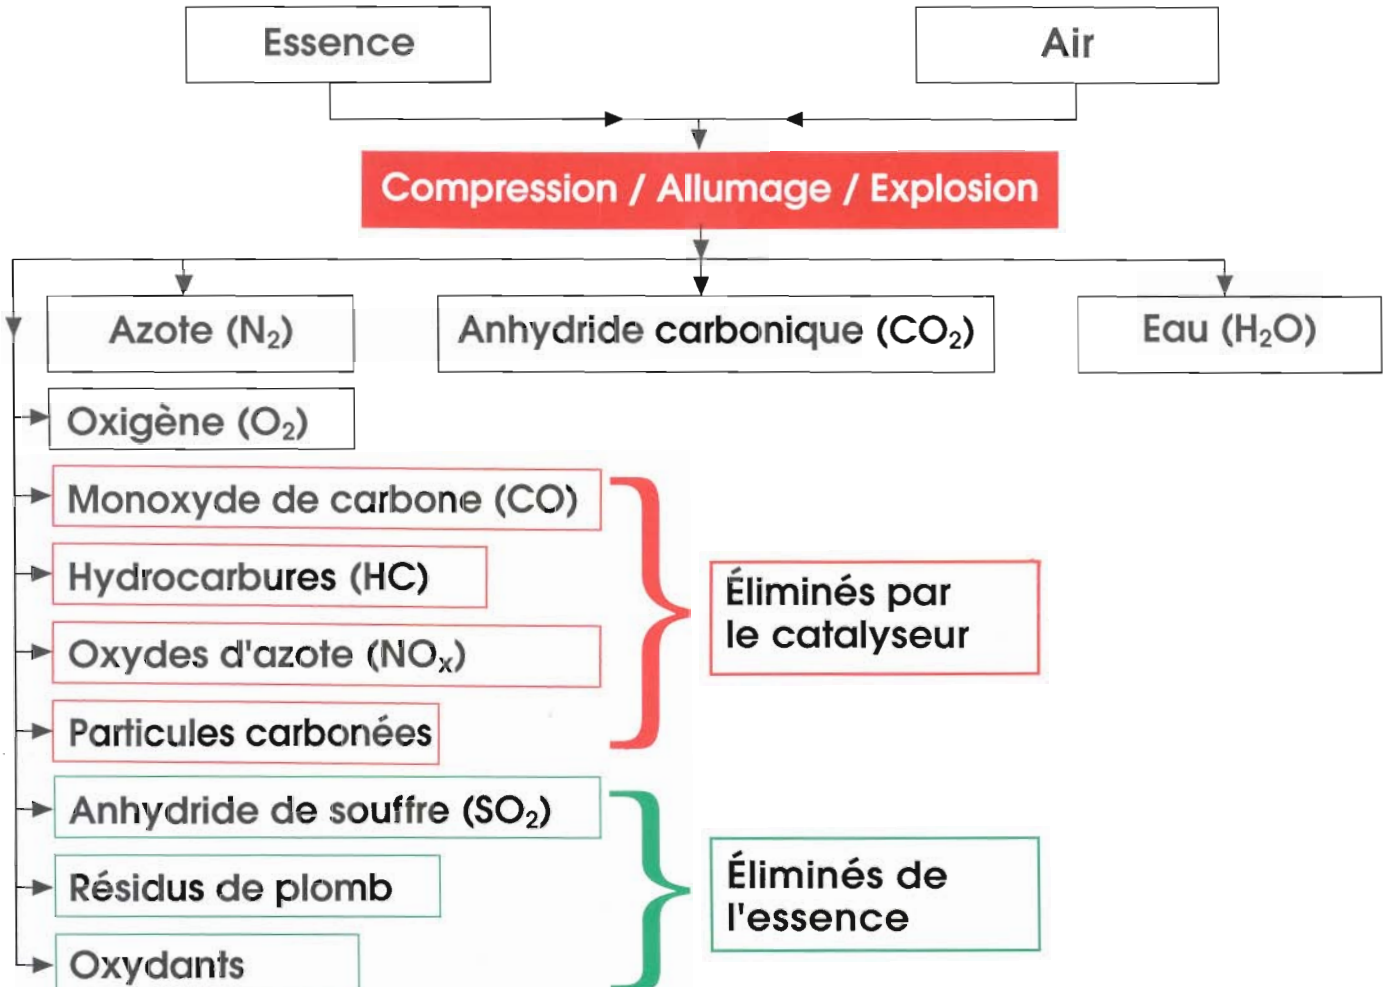 Essence
Air
Compression / Allumage / Explosion
Azote (N₂)
Anhydride carbonique (CO₂)
Eau (H₂O)
Oxigène (O₂)
Monoxyde de carbone (CO)
Hydrocarbures (HC)
Oxydes d'azote (NOₓ)
Particules carbonées
Éliminés par
le catalyseur
Anhydride de souffre (SO₂)
Résidus de plomb
Oxydants
Éliminés de
l'essence